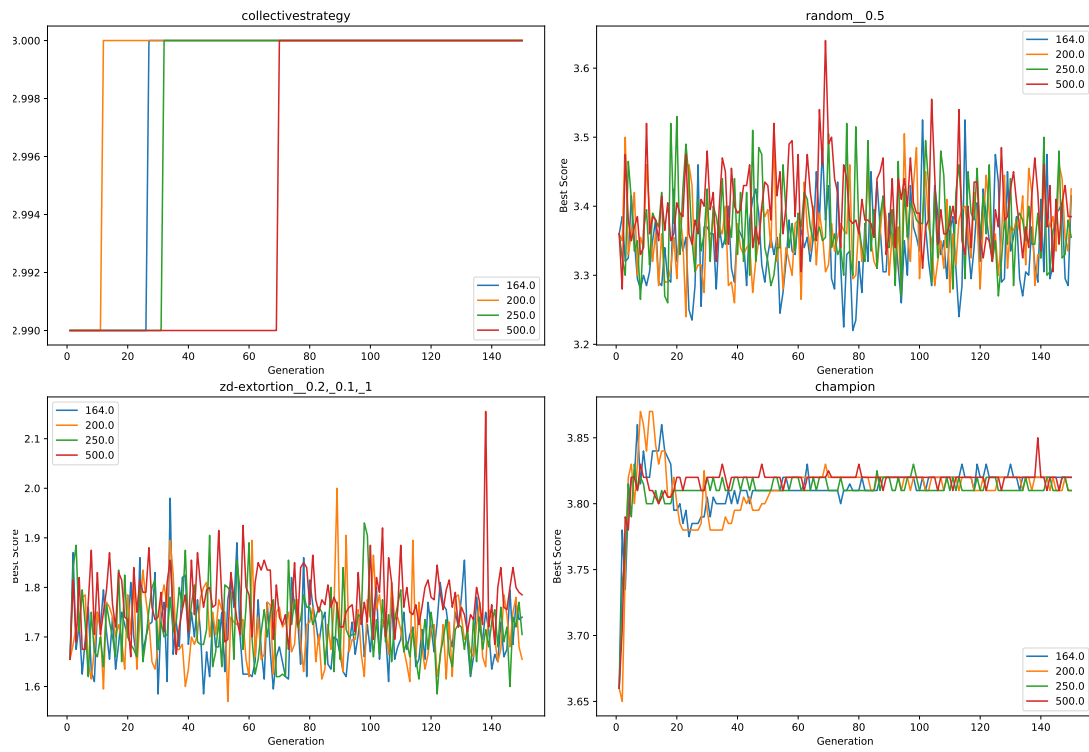 collectivestrategy
3.000
2.998
2.996
2.994
2.992
2.990
0 20 40 60 80 100 120 140
Generation
164.0
200.0
250.0
500.0
random__0.5
Best Score
3.6
3.5
3.4
3.3
3.2
0 20 40 60 80 100 120 140
Generation
164.0
200.0
250.0
500.0
zd-extortion__0.2,_0.1,_1
Best Score
2.1
2.0
1.9
1.8
1.7
1.6
0 20 40 60 80 100 120 140
Generation
164.0
200.0
250.0
500.0
champion
Best Score
3.85
3.80
3.75
3.70
3.65
0 20 40 60 80 100 120 140
Generation
164.0
200.0
250.0
500.0